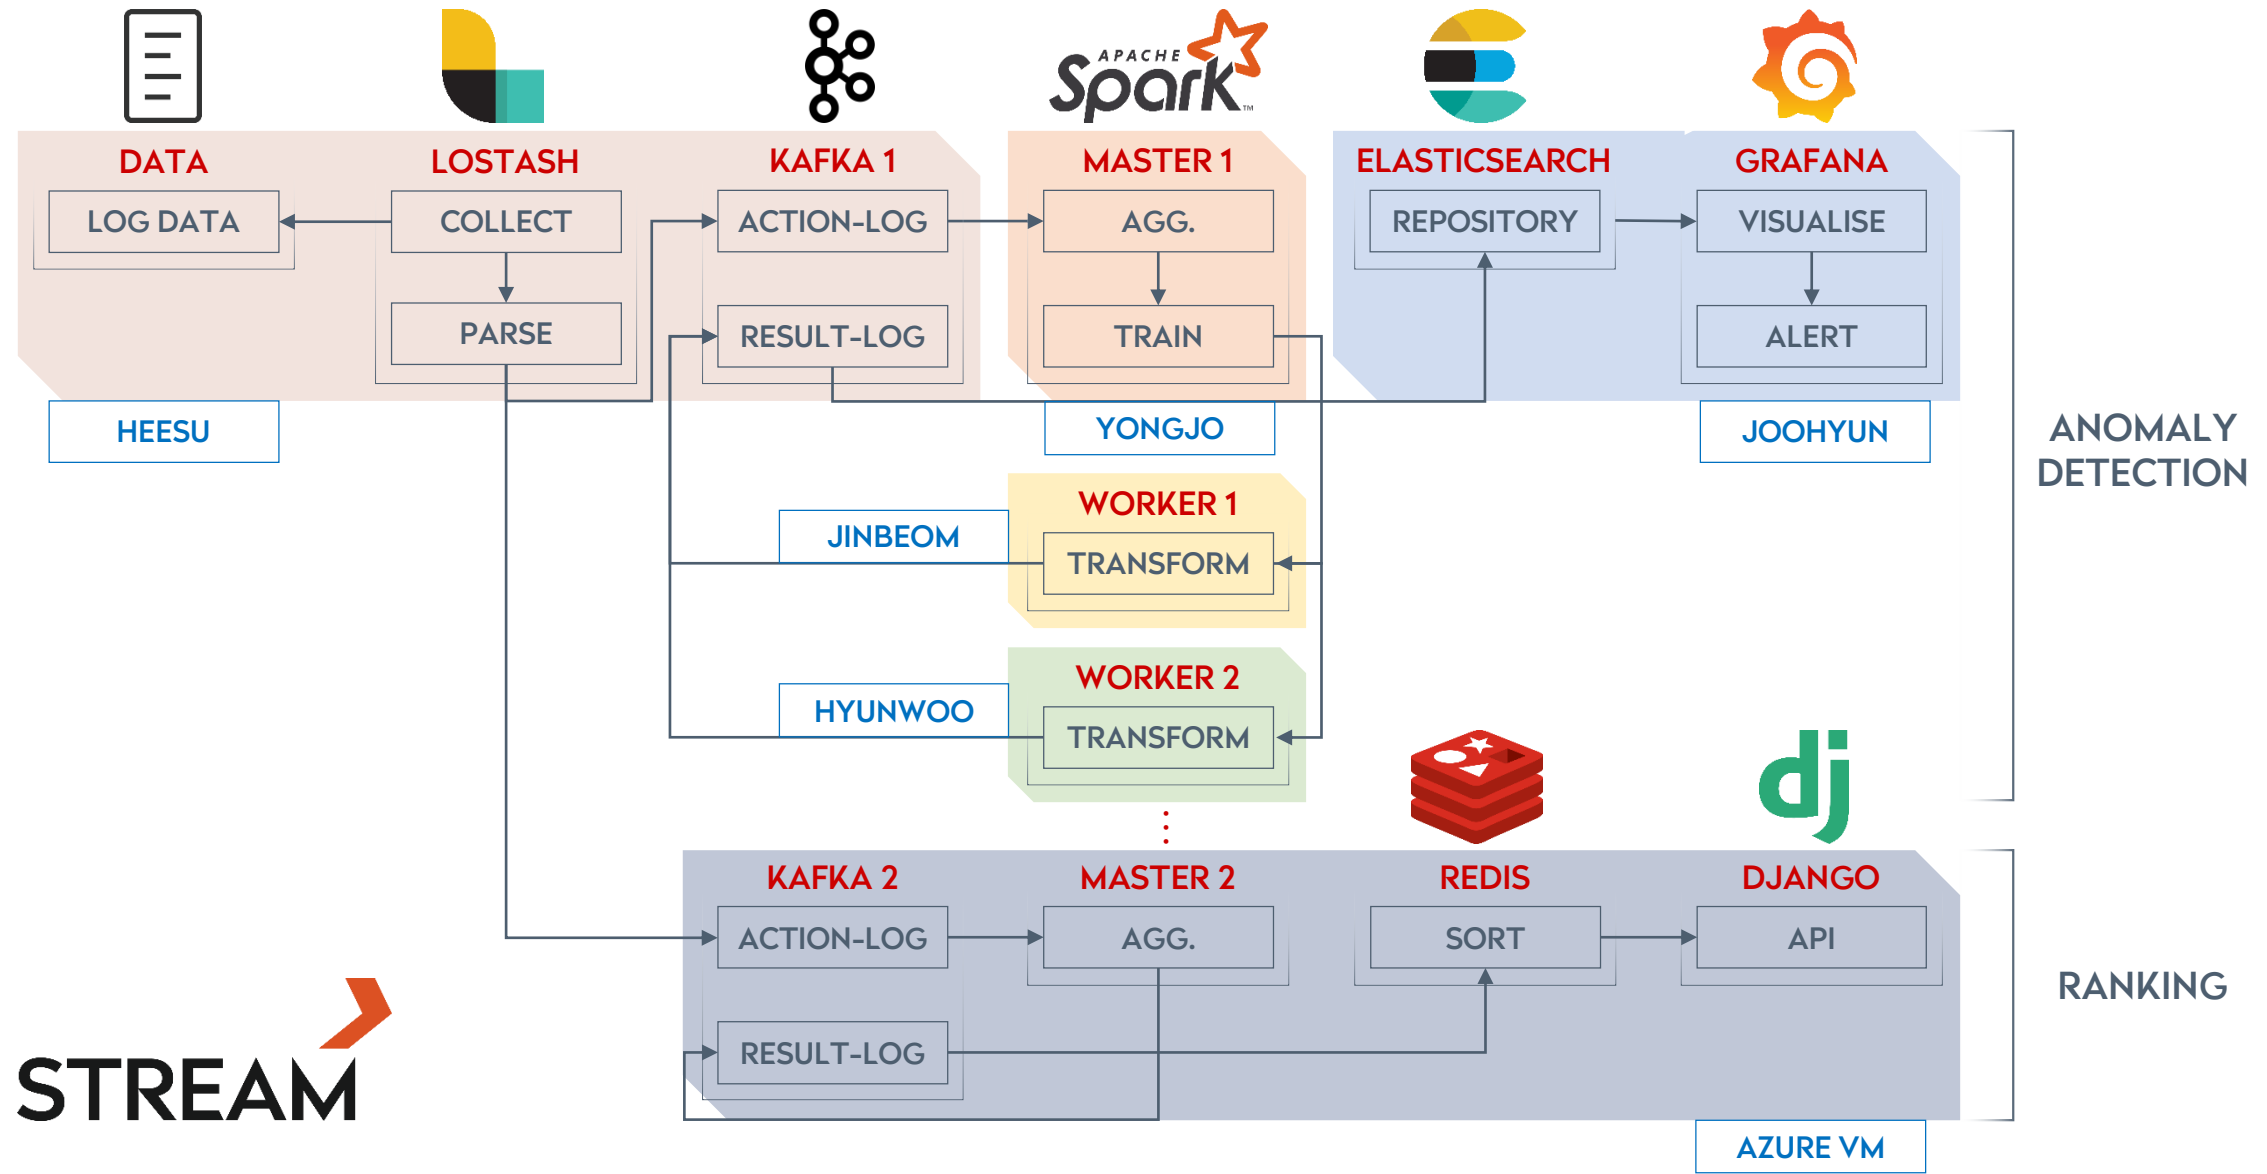 APACHE
Spark™
DATA
LOSTASH
KAFKA 1
MASTER 1
ELASTICSEARCH
GRAFANA
LOG DATA
COLLECT
ACTION-LOG
AGG.
REPOSITORY
VISUALISE
PARSE
RESULT-LOG
TRAIN
ALERT
HEESU
YONGJO
JOOHYUN
ANOMALY
DETECTION
WORKER 1
JINBEOM
TRANSFORM
WORKER 2
HYUNWOO
TRANSFORM
dj
KAFKA 2
MASTER 2
REDIS
DJANGO
ACTION-LOG
AGG.
SORT
API
RANKING
RESULT-LOG
STREAM
AZURE VM